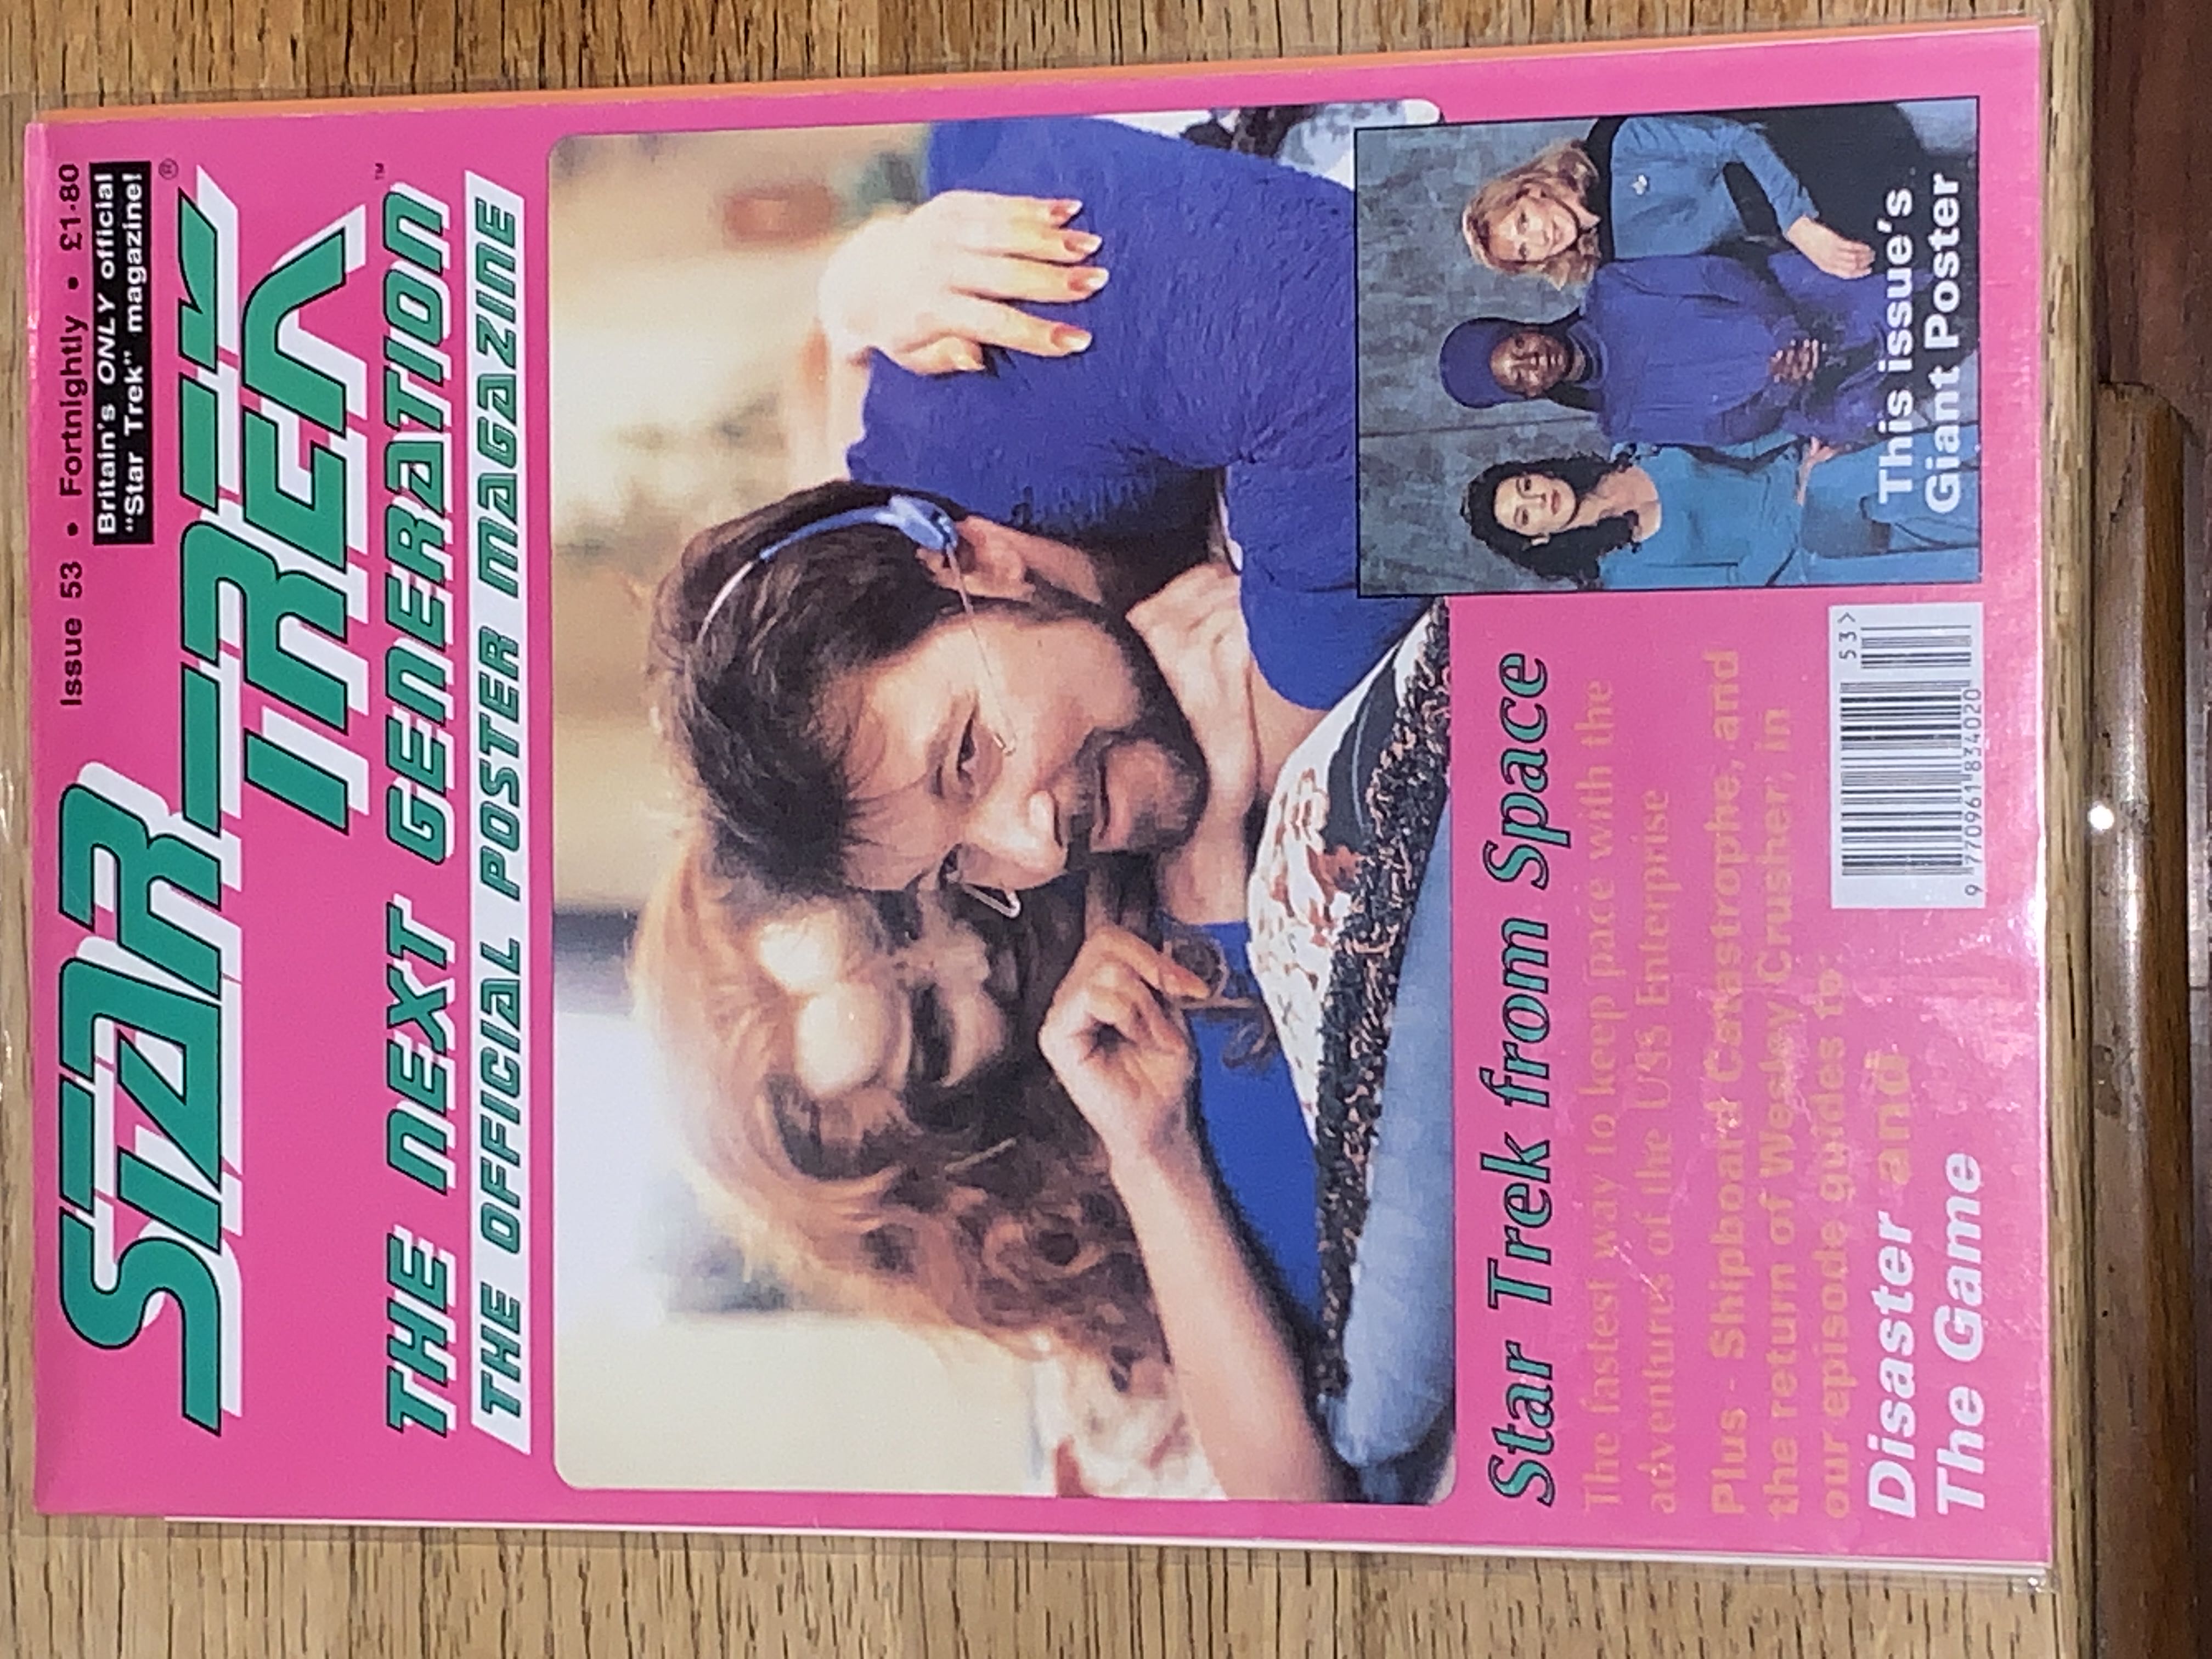 Issue 53 • Fortnightly • £1·80
Britain's ONLY official
"Star Trek" magazine!
STAR TREK ®
THE NEXT GENERATION ™
THE OFFICIAL POSTER MAGAZINE
Star Trek from Space
The fastest way to keep pace with the
adventures of the USS Enterprise
Plus - Shipboard Catastrophe, and
the return of Wesley Crusher, in
our episode guides to:
Disaster and
The Game
53>
9 770961 834020
This issue's
Giant Poster